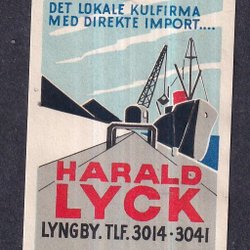 DET LOKALE KULFIRMA
MED DIREKTE IMPORT....
HARALD
LYCK
LYNGBY. TLF. 3014 - 3041